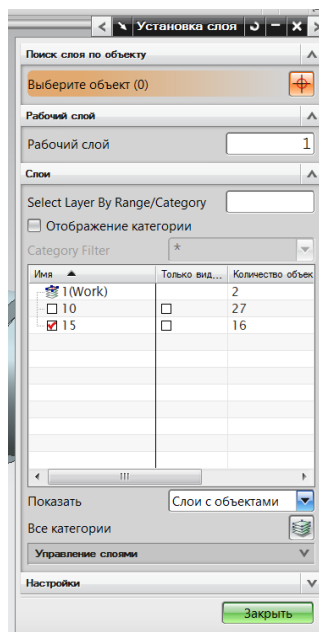 Установка слоя
Поиск слоя по объекту
Выберите объект (0)
Рабочий слой
Рабочий слой 1
Слои
Select Layer By Range/Category
Отображение категории
Category Filter *
Имя Только вид... Количество объек
1(Work) 2
10 27
15 16
Показать Слои с объектами
Все категории
Управление слоями
Настройки
Закрыть